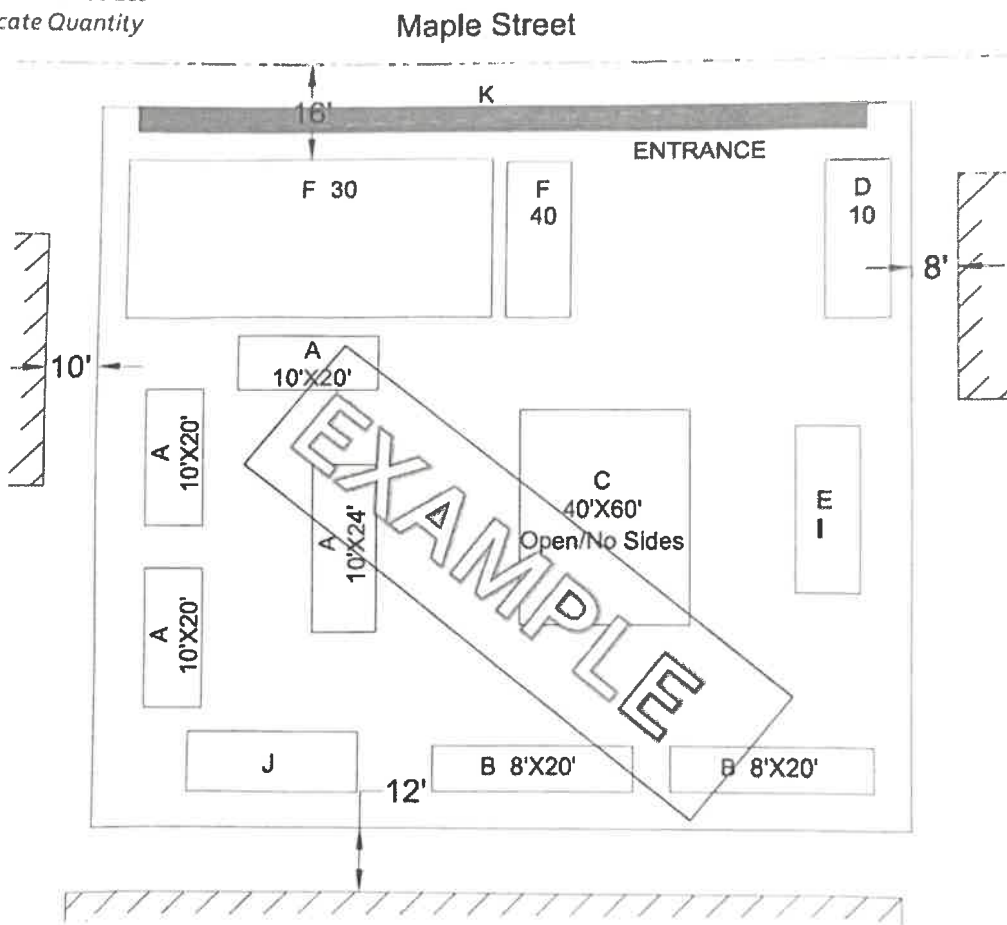 cate Quantity
Maple Street
K
16'
ENTRANCE
F 30
F
40
D
10
8'
10'
A
10'X20'
A
10'X20'
A
10'X24'
C
40'X60'
Open/No Sides
E
I
EXAMPLE
A
10'X20'
J
12'
B 8'X20'
B 8'X20'